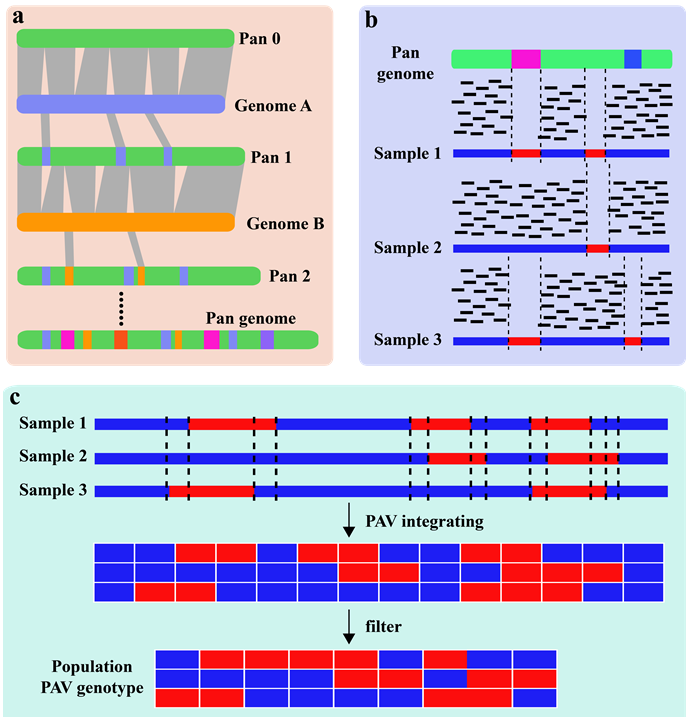 a
Pan 0
Genome A
Pan 1
Genome B
Pan 2
Pan genome
b
Pan
genome
Sample 1
Sample 2
Sample 3
c
Sample 1
Sample 2
Sample 3
PAV integrating
filter
Population
PAV genotype